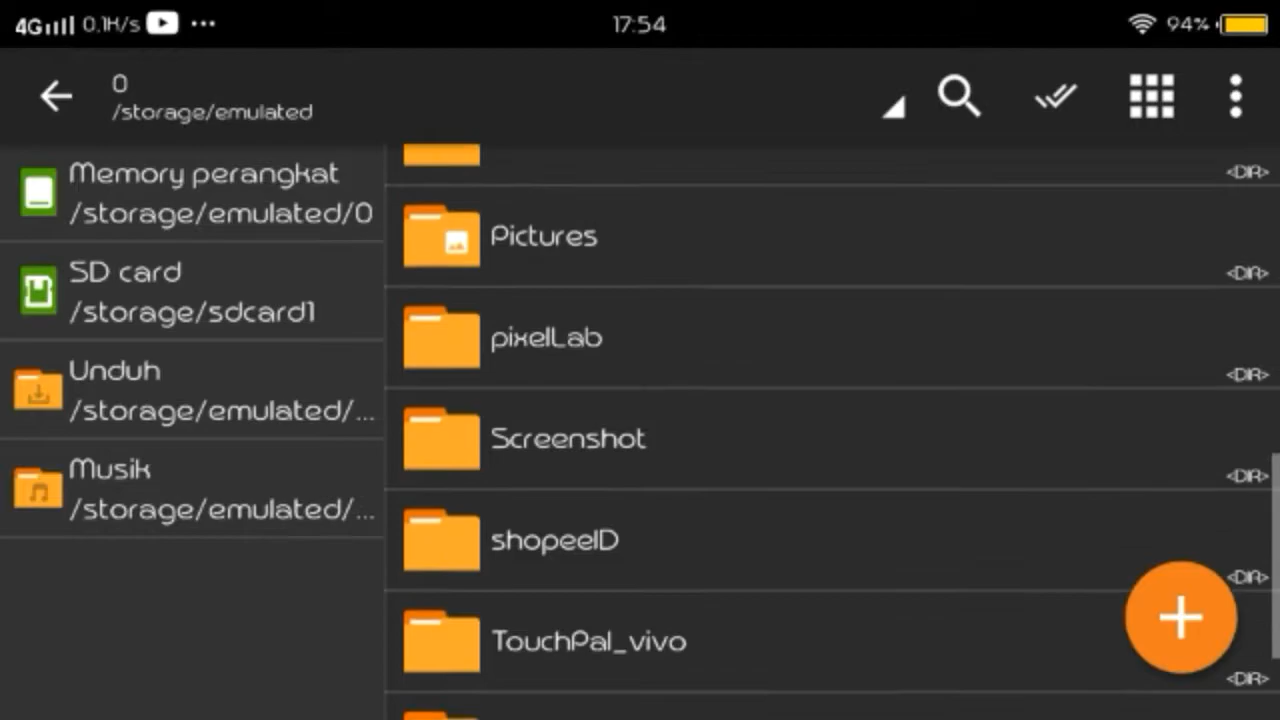 4G 0.1K/s ... 17:54 94%
0
/storage/emulated
Memory perangkat
/storage/emulated/0
SD card
/storage/sdcard1
Unduh
/storage/emulated/...
Musik
/storage/emulated/...
<DIR>
Pictures
<DIR>
pixelLab
<DIR>
Screenshot
<DIR>
shopeeID
<DIR>
TouchPal_vivo
<DIR>